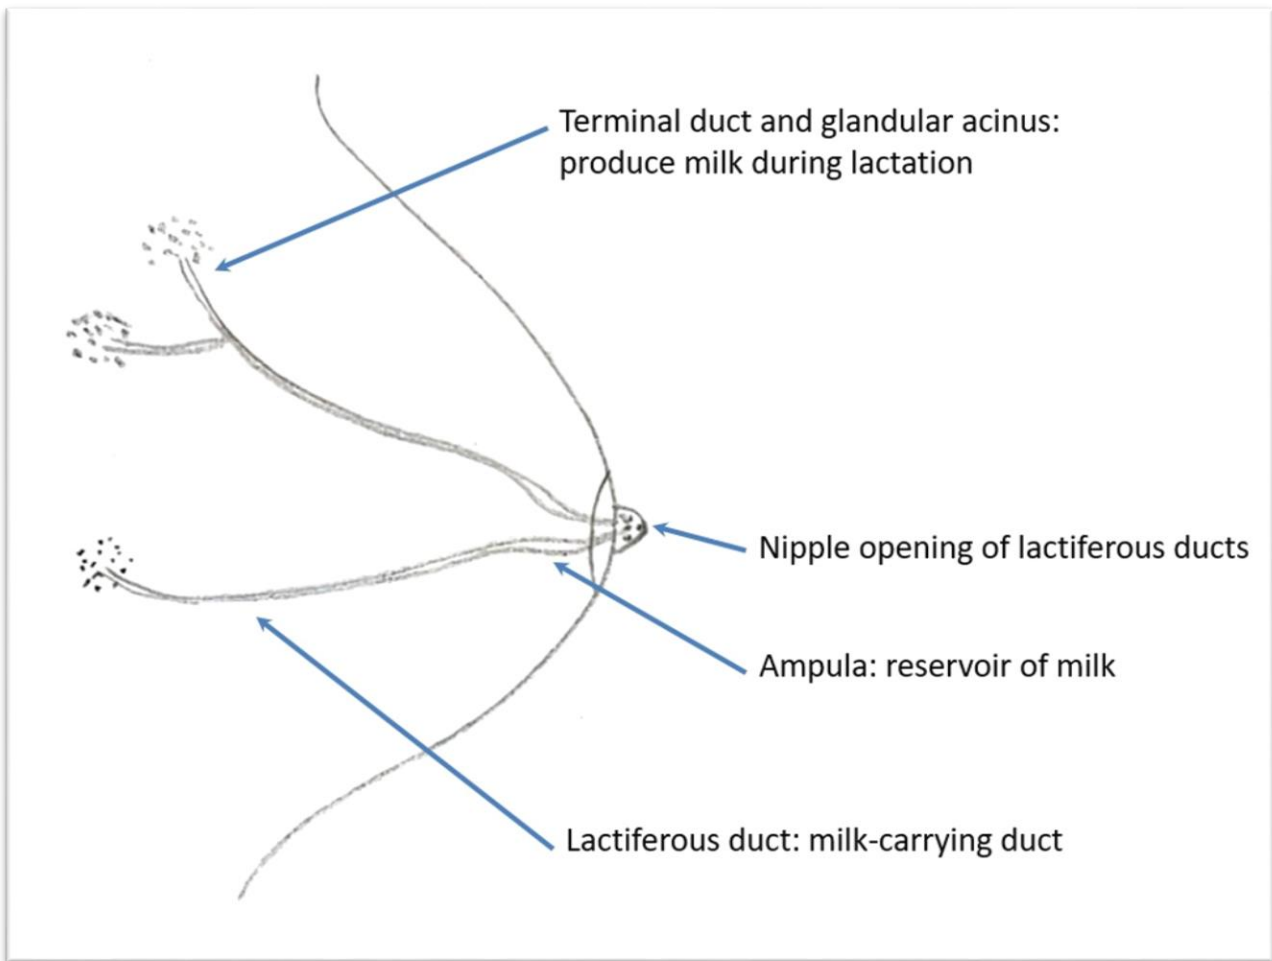 Terminal duct and glandular acinus:
produce milk during lactation
Nipple opening of lactiferous ducts
Ampula: reservoir of milk
Lactiferous duct: milk-carrying duct